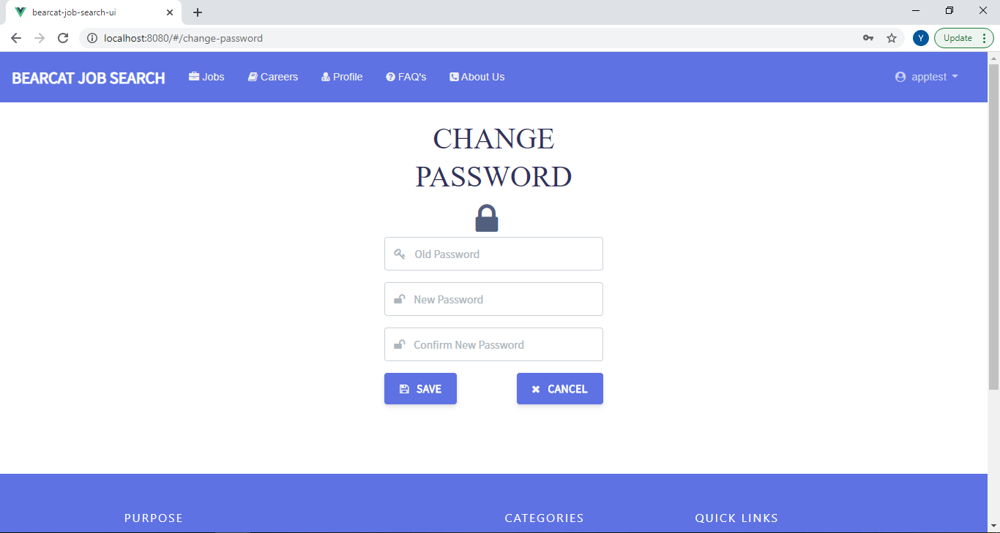 bearcat-job-search-ui
localhost:8080/#/change-password
Y
Update
BEARCAT JOB SEARCH
Jobs
Careers
Profile
FAQ's
About Us
apptest
CHANGE
PASSWORD
Old Password
New Password
Confirm New Password
SAVE
CANCEL
PURPOSE
CATEGORIES
QUICK LINKS